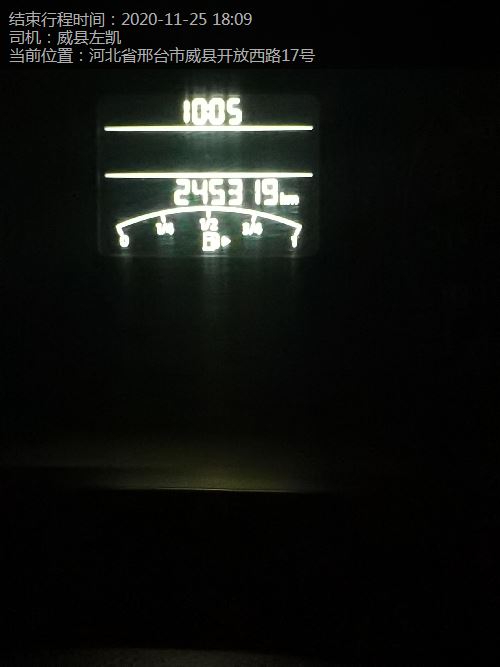 结束行程时间：2020-11-25 18:09
司机：威县左凯
当前位置：河北省邢台市威县开放西路17号
10:05
245319km
0 1/4 1/2 3/4 1